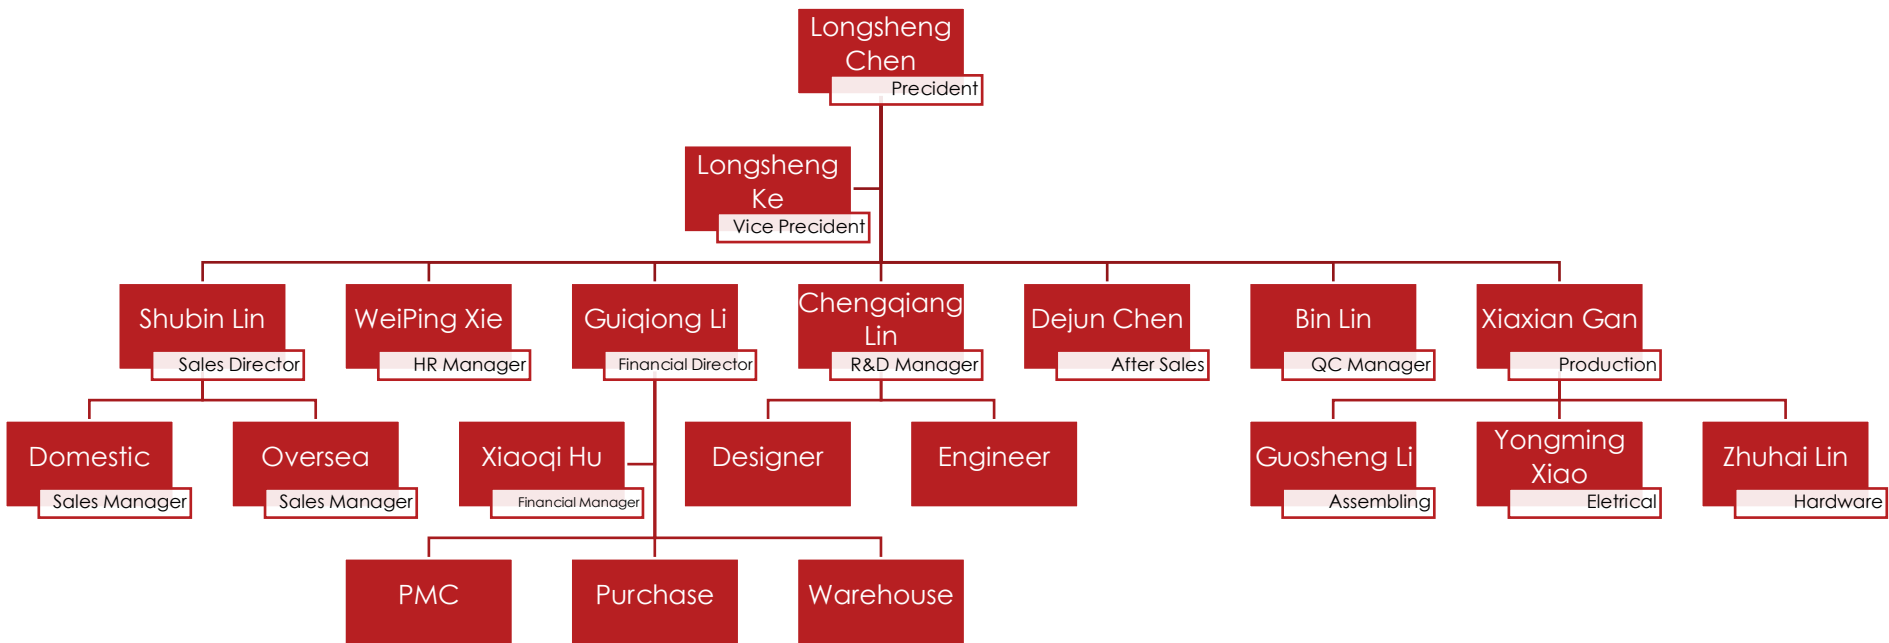 Longsheng
Chen
Precident
Longsheng
Ke
Vice Precident
Shubin Lin
Sales Director
WeiPing Xie
HR Manager
Guiqiong Li
Financial Director
Chengqiang
Lin
R&D Manager
Dejun Chen
After Sales
Bin Lin
QC Manager
Xiaxian Gan
Production
Domestic
Sales Manager
Oversea
Sales Manager
Xiaoqi Hu
Financial Manager
Designer
Engineer
Guosheng Li
Assembling
Yongming
Xiao
Eletrical
Zhuhai Lin
Hardware
PMC
Purchase
Warehouse